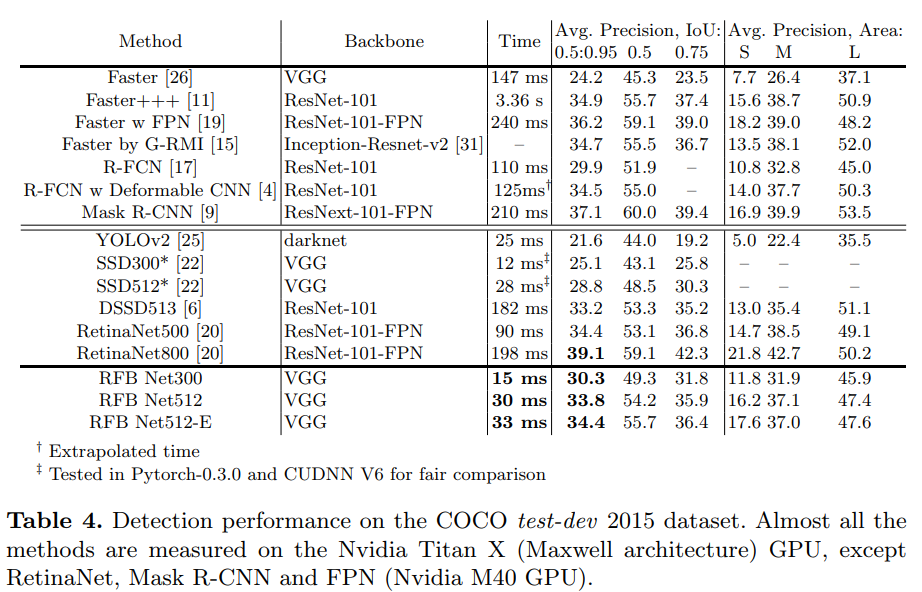 Method Backbone Time Avg. Precision, IoU: Avg. Precision, Area:
0.5:0.95 0.5 0.75 S M L
Faster [26] VGG 147 ms 24.2 45.3 23.5 7.7 26.4 37.1
Faster+++ [11] ResNet-101 3.36 s 34.9 55.7 37.4 15.6 38.7 50.9
Faster w FPN [19] ResNet-101-FPN 240 ms 36.2 59.1 39.0 18.2 39.0 48.2
Faster by G-RMI [15] Inception-Resnet-v2 [31] – 34.7 55.5 36.7 13.5 38.1 52.0
R-FCN [17] ResNet-101 110 ms 29.9 51.9 – 10.8 32.8 45.0
R-FCN w Deformable CNN [4] ResNet-101 125ms† 34.5 55.0 – 14.0 37.7 50.3
Mask R-CNN [9] ResNext-101-FPN 210 ms 37.1 60.0 39.4 16.9 39.9 53.5
YOLOv2 [25] darknet 25 ms 21.6 44.0 19.2 5.0 22.4 35.5
SSD300* [22] VGG 12 ms‡ 25.1 43.1 25.8 – – –
SSD512* [22] VGG 28 ms‡ 28.8 48.5 30.3 – – –
DSSD513 [6] ResNet-101 182 ms 33.2 53.3 35.2 13.0 35.4 51.1
RetinaNet500 [20] ResNet-101-FPN 90 ms 34.4 53.1 36.8 14.7 38.5 49.1
RetinaNet800 [20] ResNet-101-FPN 198 ms 39.1 59.1 42.3 21.8 42.7 50.2
RFB Net300 VGG 15 ms 30.3 49.3 31.8 11.8 31.9 45.9
RFB Net512 VGG 30 ms 33.8 54.2 35.9 16.2 37.1 47.4
RFB Net512-E VGG 33 ms 34.4 55.7 36.4 17.6 37.0 47.6
† Extrapolated time
‡ Tested in Pytorch-0.3.0 and CUDNN V6 for fair comparison
Table 4. Detection performance on the COCO test-dev 2015 dataset. Almost all the
methods are measured on the Nvidia Titan X (Maxwell architecture) GPU, except
RetinaNet, Mask R-CNN and FPN (Nvidia M40 GPU).